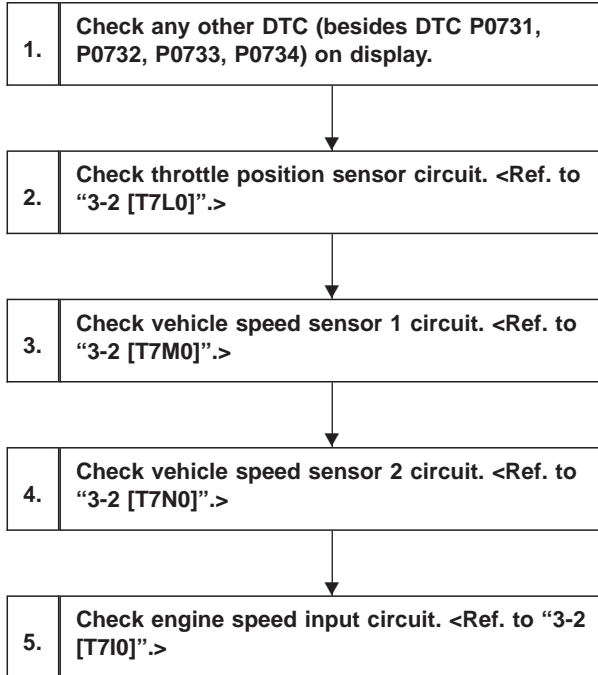 1.
Check any other DTC (besides DTC P0731,
P0732, P0733, P0734) on display.
2.
Check throttle position sensor circuit. <Ref. to
“3-2 [T7L0]”.>
3.
Check vehicle speed sensor 1 circuit. <Ref. to
“3-2 [T7M0]”.>
4.
Check vehicle speed sensor 2 circuit. <Ref. to
“3-2 [T7N0]”.>
5.
Check engine speed input circuit. <Ref. to “3-2
[T7I0]”.>